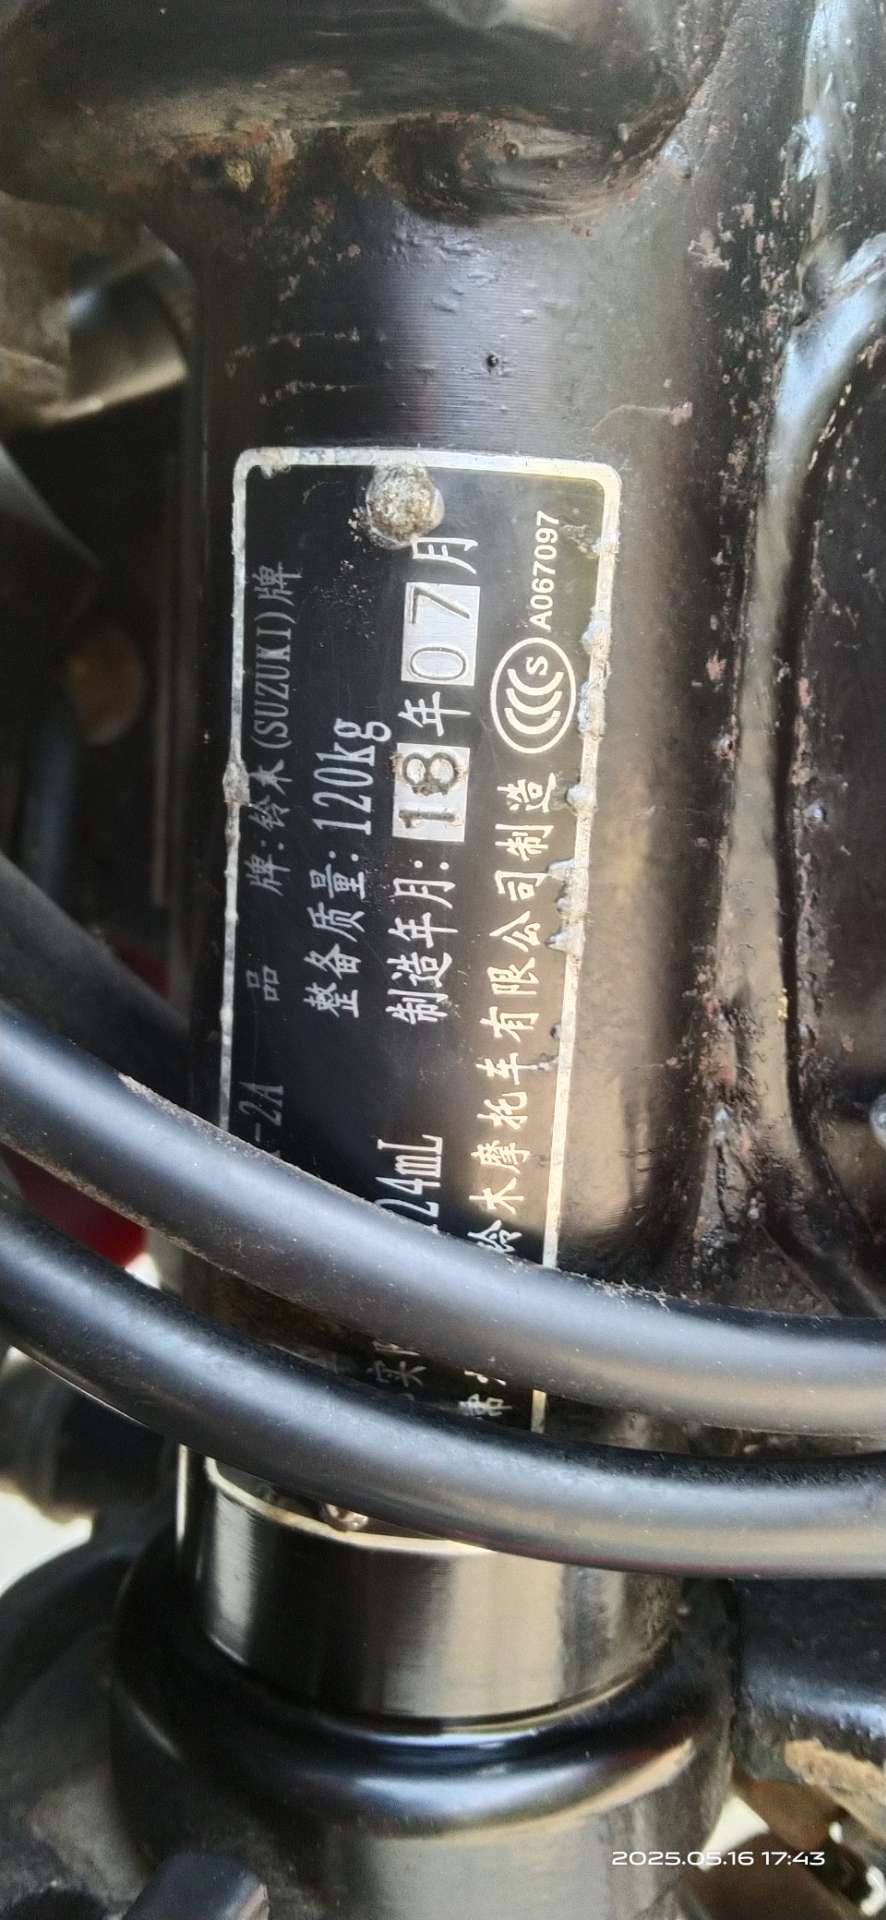 -2A 品 牌:铃木(SUZUKI)牌
整备质量:120kg
24mL 制造年月:18年07月
铃木摩托车有限公司制造 S A067097
2025.05.16 17:43